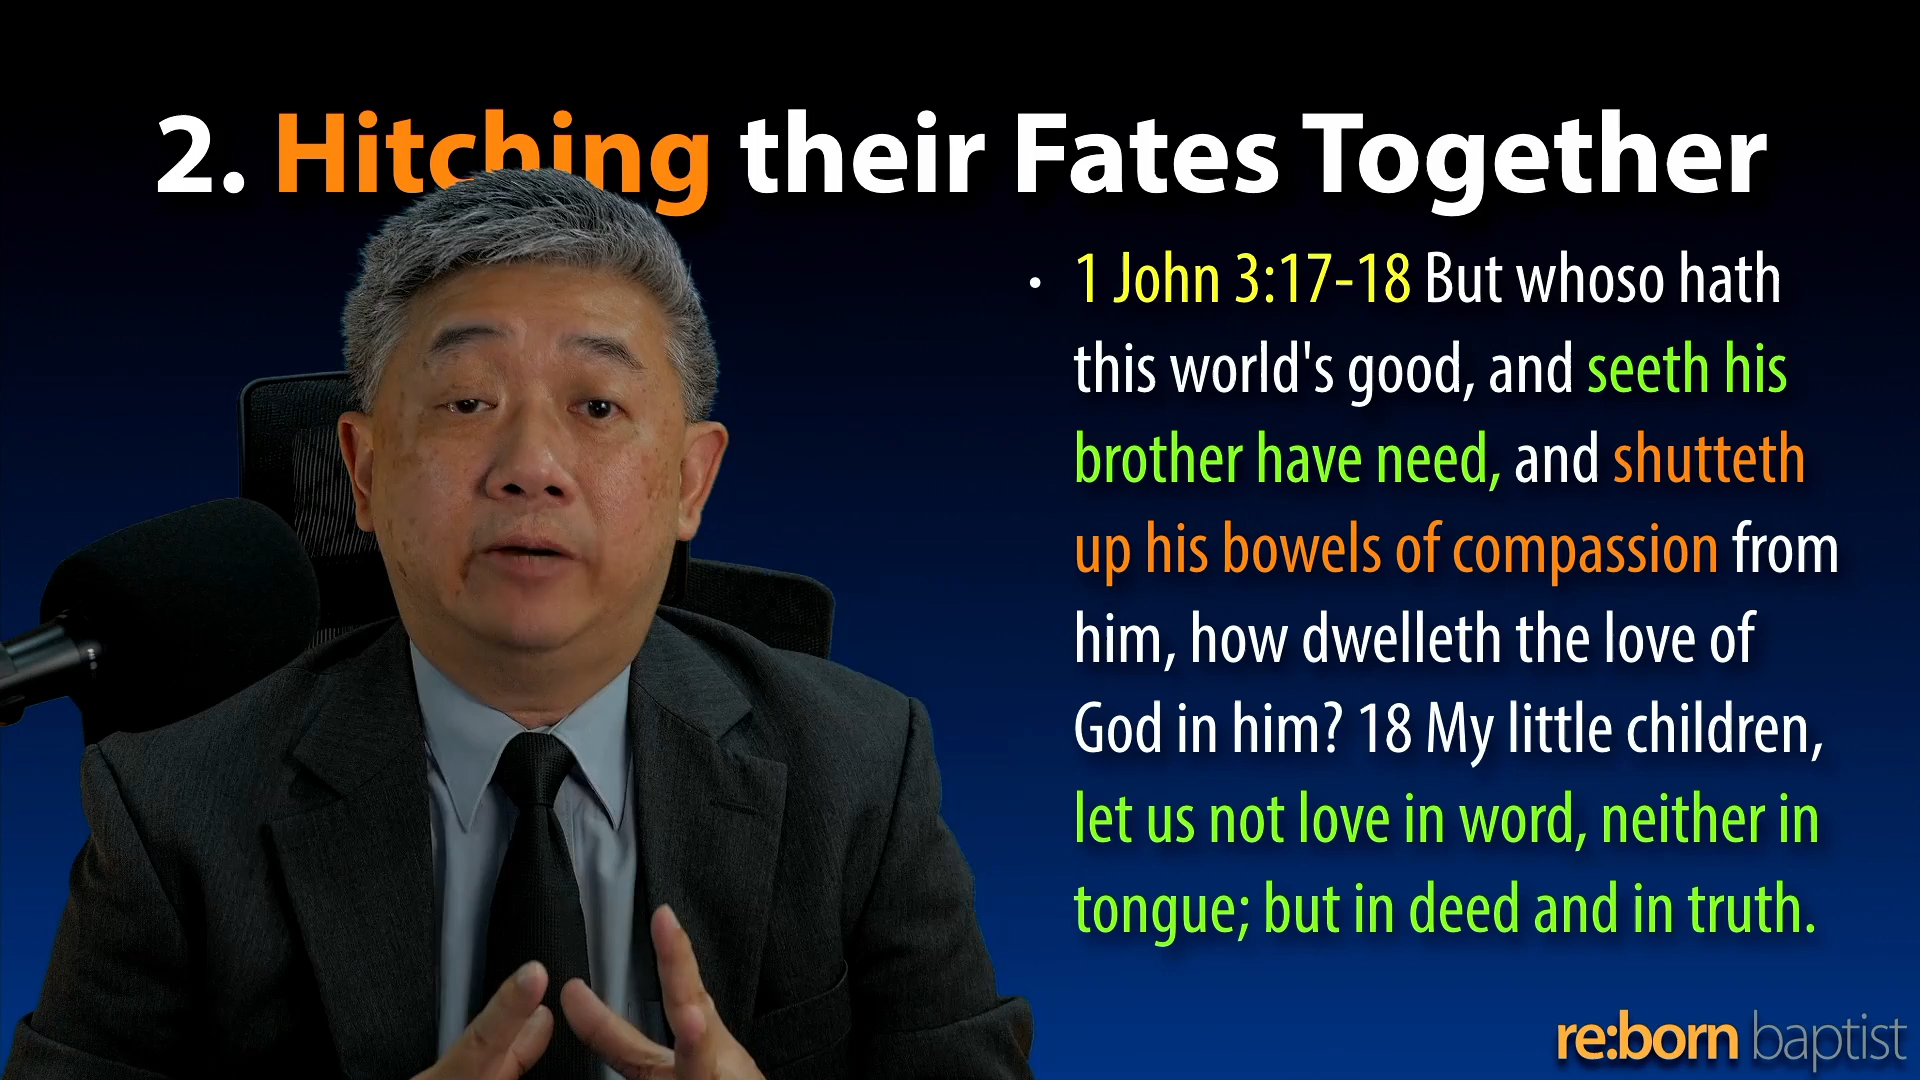 2. Hitching their Fates Together
• 1 John 3:17-18 But whoso hath
this world's good, and seeth his
brother have need, and shutteth
up his bowels of compassion from
him, how dwelleth the love of
God in him? 18 My little children,
let us not love in word, neither in
tongue; but in deed and in truth.
re:born baptist